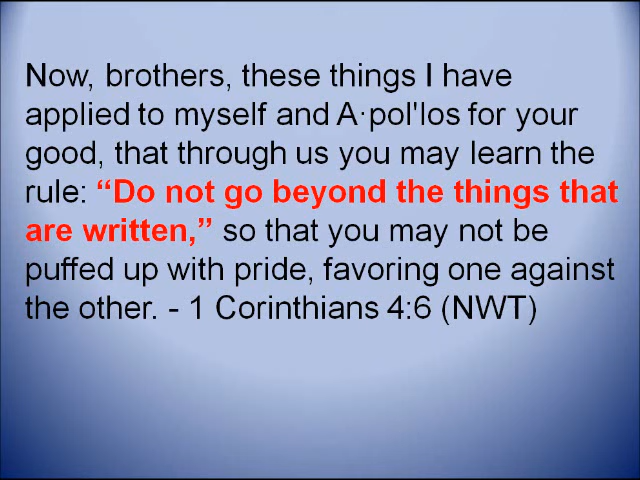 Now, brothers, these things I have
applied to myself and A·pol'los for your
good, that through us you may learn the
rule: “Do not go beyond the things that
are written,” so that you may not be
puffed up with pride, favoring one against
the other. - 1 Corinthians 4:6 (NWT)